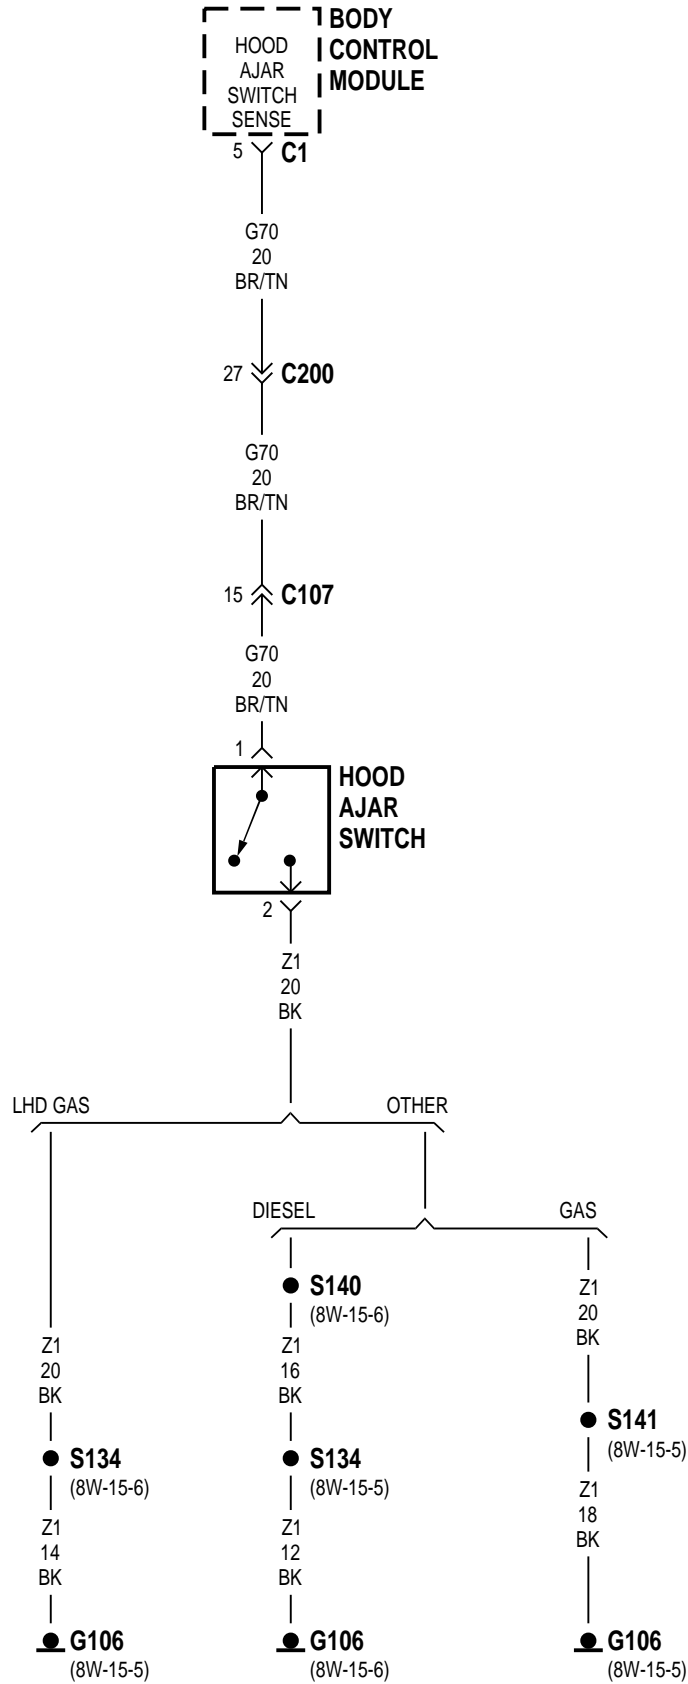 HOOD
AJAR
SWITCH
SENSE
BODY
CONTROL
MODULE
5 C1
G70
20
BR/TN
27 C200
G70
20
BR/TN
15 C107
G70
20
BR/TN
1
HOOD
AJAR
SWITCH
2
Z1
20
BK
LHD GAS OTHER
DIESEL GAS
S140
(8W-15-6)
Z1
20
BK
Z1
20
BK
Z1
16
BK
S141
(8W-15-5)
S134
(8W-15-6)
S134
(8W-15-5)
Z1
18
BK
Z1
14
BK
Z1
12
BK
G106
(8W-15-5)
G106
(8W-15-6)
G106
(8W-15-5)